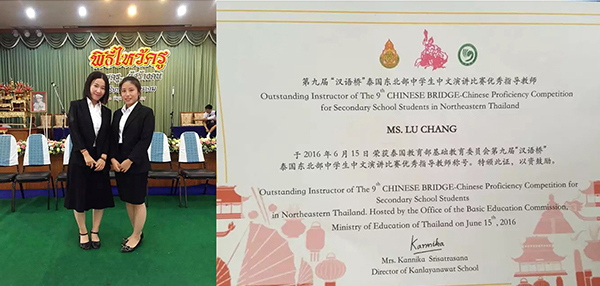 พิธีไหว้ครู
第九届“汉语桥”泰国东北部中学生中文演讲比赛优秀指导教师
Outstanding Instructor of The 9th CHINESE BRIDGE-Chinese Proficiency Competition
for Secondary School Students in Northeastern Thailand
MS. LU CHANG
于 2016 年 6 月 15 日荣获泰国教育部基础教育委员会第九届“汉语桥”
泰国东北部中学生中文演讲比赛优秀指导教师称号。特颁此证,以资鼓励。
Outstanding Instructor of The 9th CHINESE BRIDGE-Chinese Proficiency Competition for
Secondary School Students
in Northeastern Thailand. Hosted by the Office of the Basic Education Commission,
Ministry of Education of Thailand on June 15th, 2016
Kannika
Mrs. Kannika Srisatrasana
Director of Kanlayanawat School